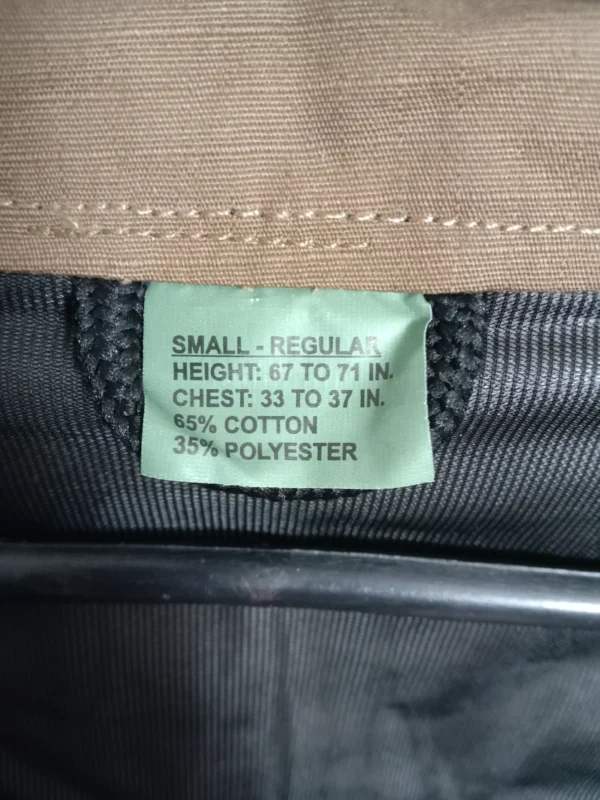 SMALL - REGULAR
HEIGHT: 67 TO 71 IN.
CHEST: 33 TO 37 IN.
65% COTTON
35% POLYESTER